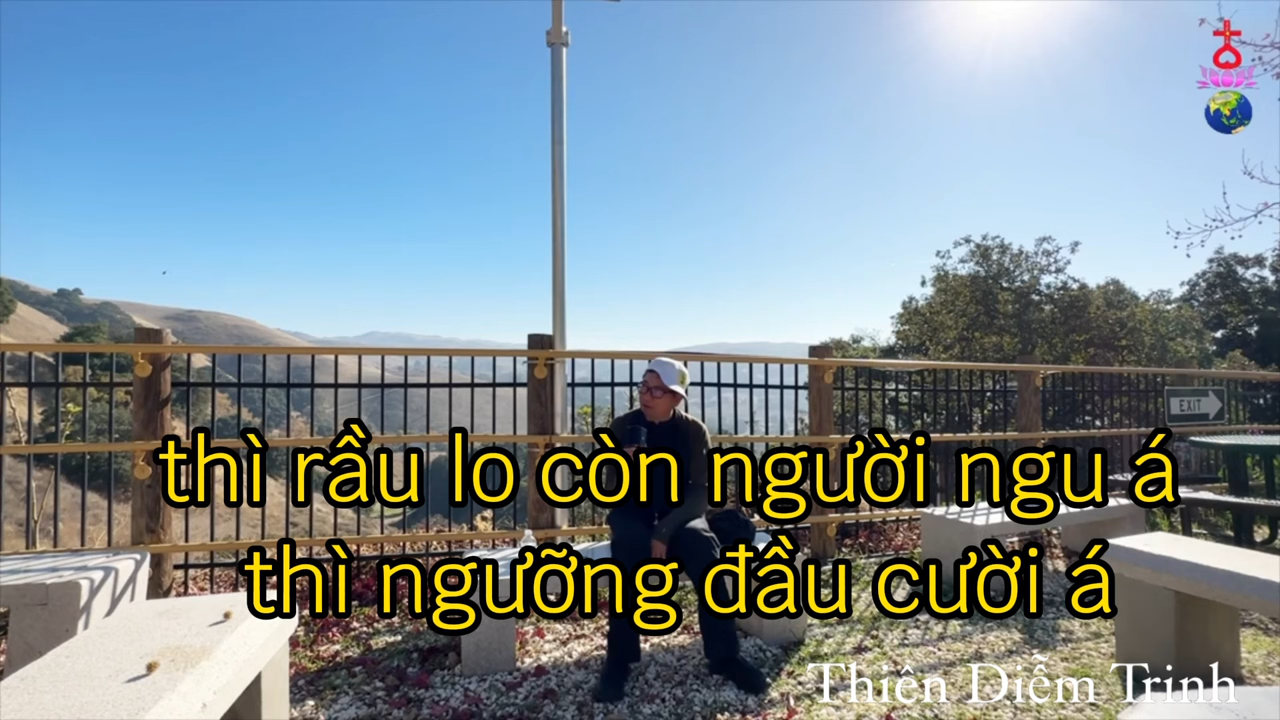 EXIT
thì rầu lo còn người ngu á
thì ngưỡng đầu cười á
Thiên Diễm Trinh